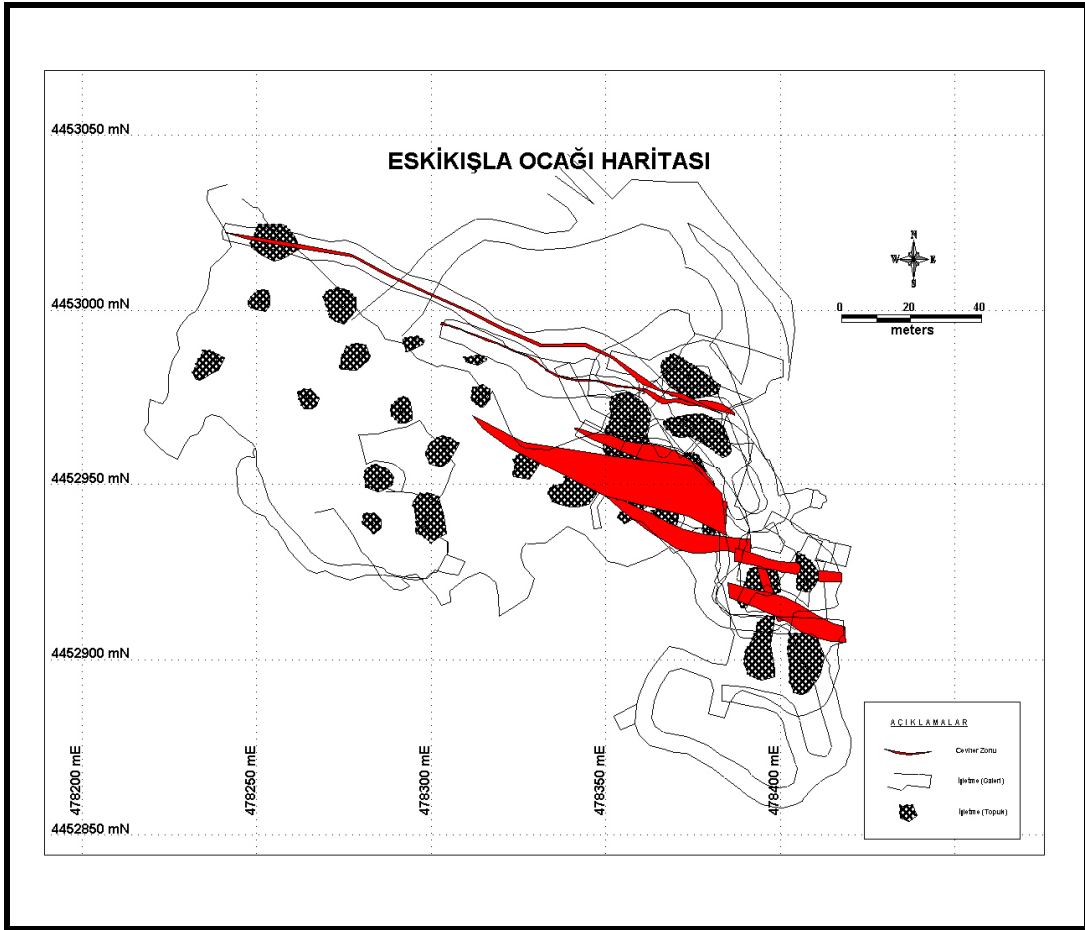 4453050 mN
ESKİKIŞLA OCAĞI HARİTASI
N
W E
S
4453000 mN
0 20 40
meters
4452950 mN
4452900 mN
478200 mE
478250 mE
478300 mE
478350 mE
478400 mE
4452850 mN
AÇIKLAMALAR
Cevher Zonu
İşletme (Galeri)
İşletme (Topuk)